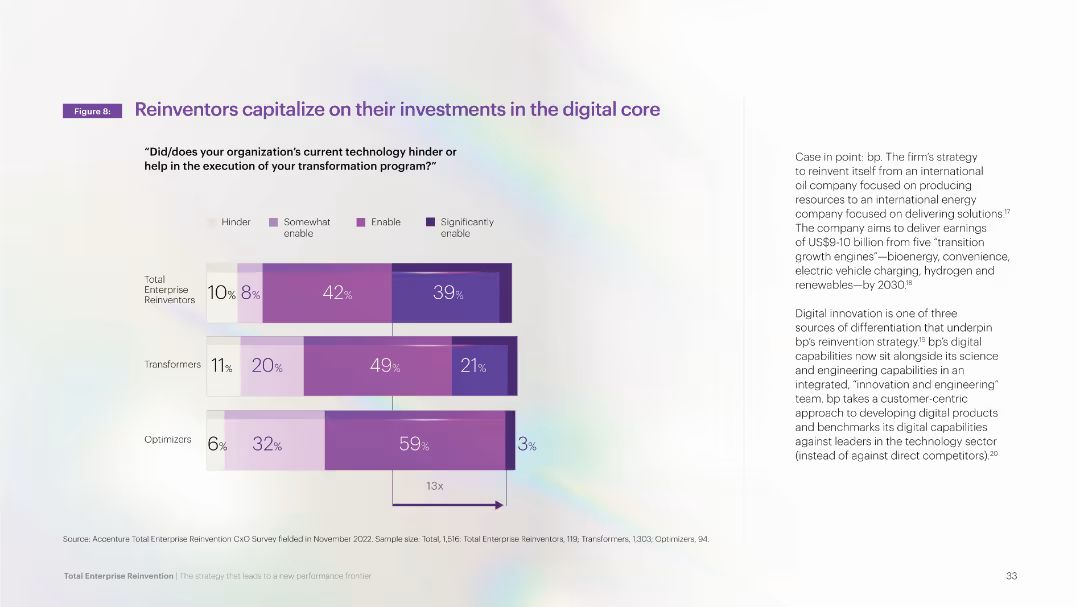 Figure 8:
Reinventors capitalize on their investments in the digital core
“Did/does your organization’s current technology hinder or
help in the execution of your transformation program?”
Hinder
Somewhat
enable
Enable
Significantly
enable
Total
Enterprise
Reinventors
10%
8%
42%
39%
Transformers
11%
20%
49%
21%
Optimizers
6%
32%
59%
3%
13x
Case in point: bp. The firm’s strategy
to reinvent itself from an international
oil company focused on producing
resources to an international energy
company focused on delivering solutions.17
The company aims to deliver earnings
of US$9-10 billion from five “transition
growth engines”—bioenergy, convenience,
electric vehicle charging, hydrogen and
renewables—by 2030.18
Digital innovation is one of three
sources of differentiation that underpin
bp’s reinvention strategy.19 bp’s digital
capabilities now sit alongside its science
and engineering capabilities in an
integrated, “innovation and engineering”
team. bp takes a customer-centric
approach to developing digital products
and benchmarks its digital capabilities
against leaders in the technology sector
(instead of against direct competitors).20
Source: Accenture Total Enterprise Reinvention CxO Survey fielded in November 2022. Sample size: Total, 1,516: Total Enterprise Reinventors, 119; Transformers, 1,303; Optimizers, 94.
Total Enterprise Reinvention | The strategy that leads to a new performance frontier
33